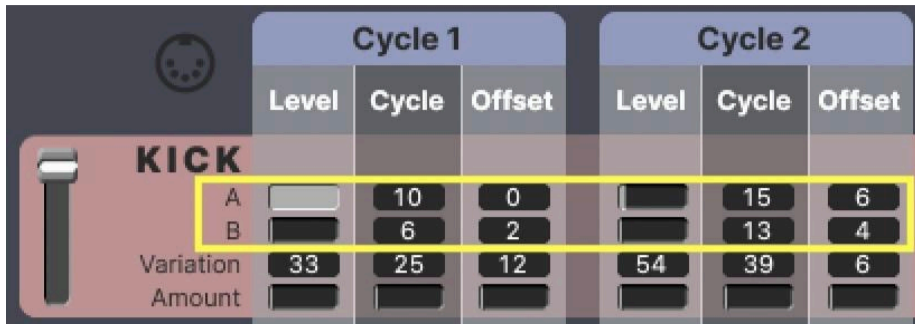 Cycle 1 Cycle 2
Level Cycle Offset Level Cycle Offset
KICK
A 10 0 15 6
B 6 2 13 4
Variation 33 25 12 54 39 6
Amount